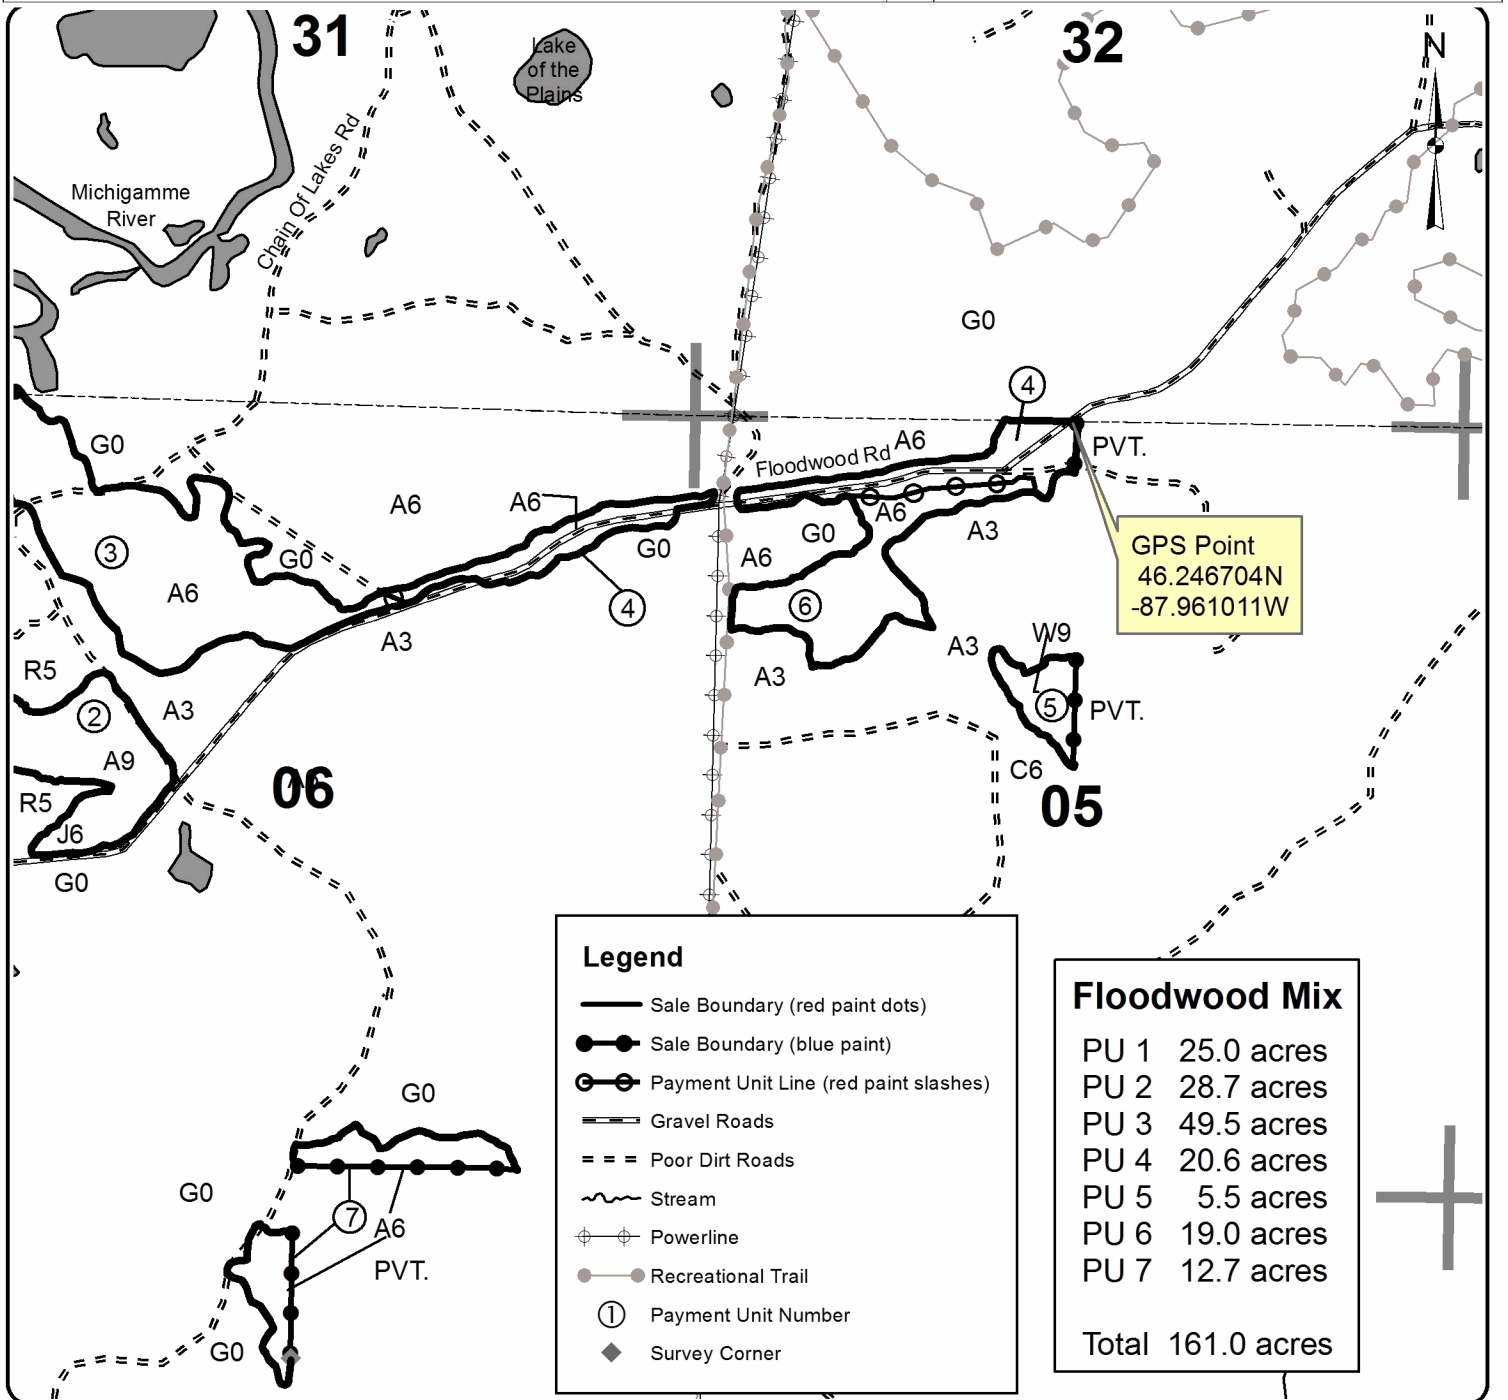 31
32
N
Lake
of the
Plains
Chain Of Lakes Rd
Michigamme
River
G0
4
G0
A6
PVT.
Floodwood Rd
A6
A6
A6
G0
A3
3
G0
G0
A6
GPS Point
46.246704N
-87.961011W
A6
4
6
A3
W9
A3
R5
A3
5
PVT.
2
A3
A9
C6
06
05
R5
J6
G0
Legend
Sale Boundary (red paint dots)
Sale Boundary (blue paint)
Payment Unit Line (red paint slashes)
Gravel Roads
Poor Dirt Roads
Stream
Powerline
Recreational Trail
1 Payment Unit Number
Survey Corner
Floodwood Mix
PU 1 25.0 acres
PU 2 28.7 acres
PU 3 49.5 acres
PU 4 20.6 acres
PU 5 5.5 acres
PU 6 19.0 acres
PU 7 12.7 acres
Total 161.0 acres
G0
G0
7
A6
PVT.
G0